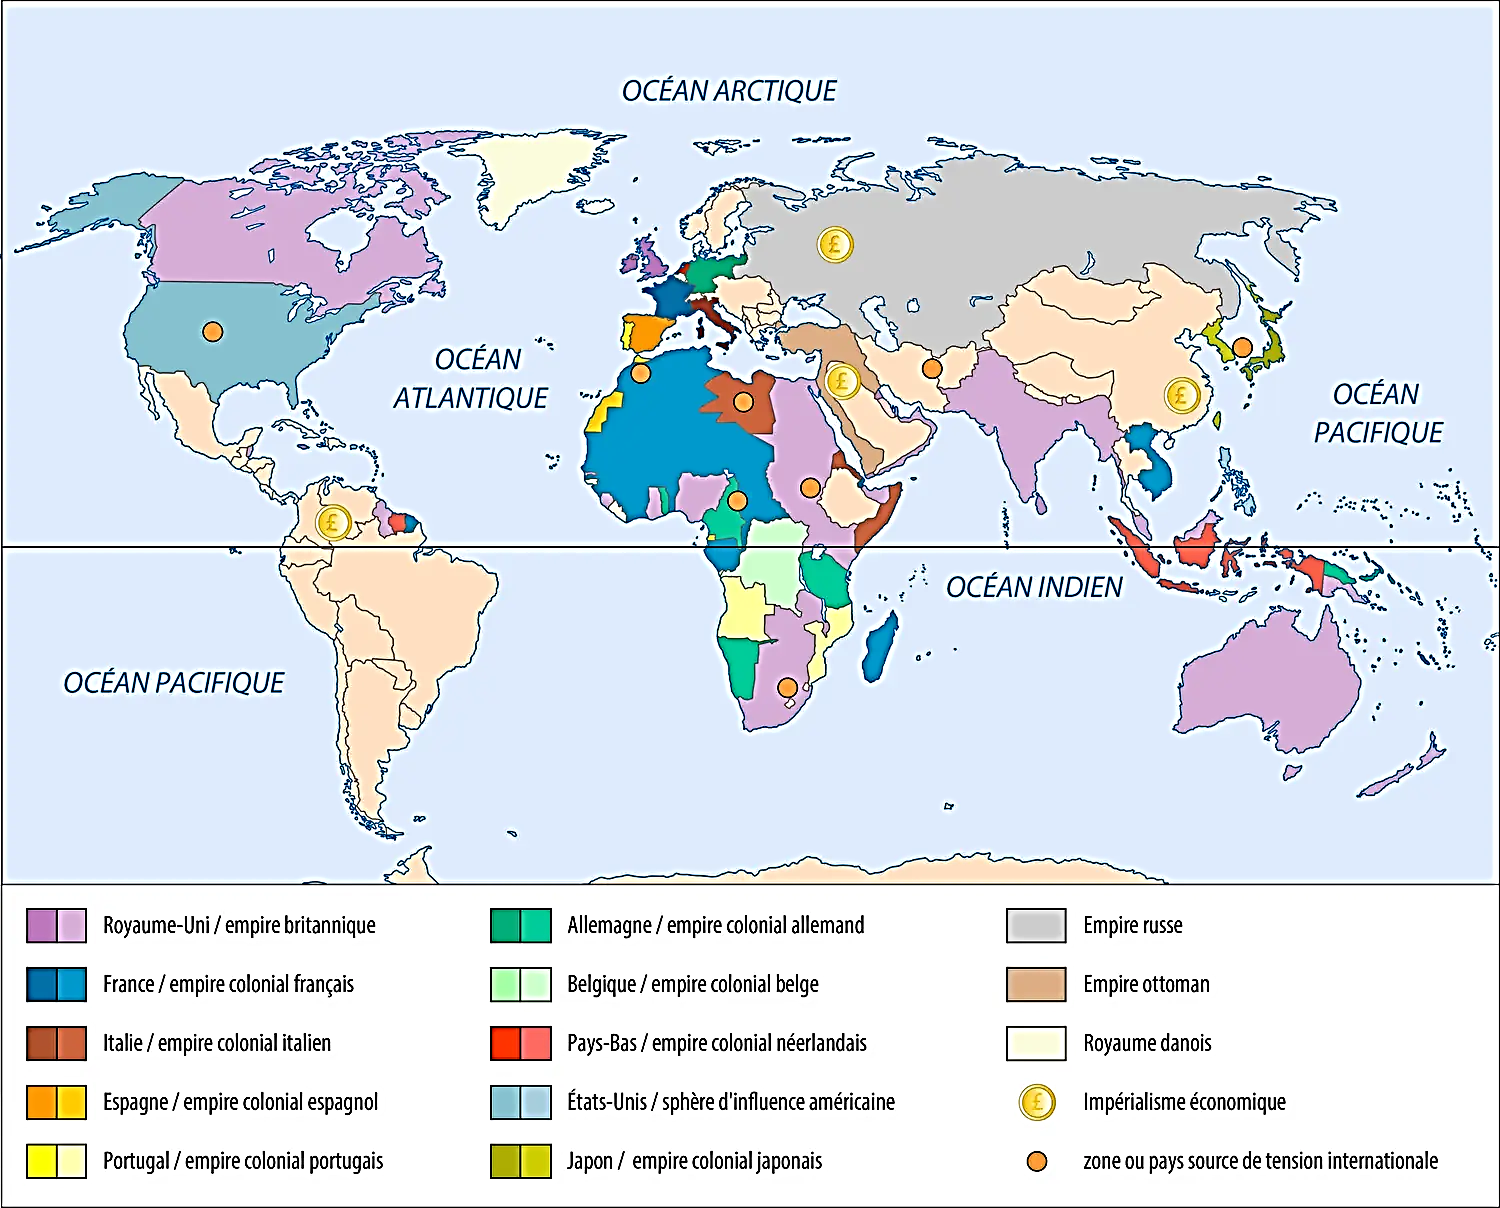 OCÉAN ARCTIQUE
£
OCÉAN
ATLANTIQUE
£
£
OCÉAN
PACIFIQUE
£
OCÉAN INDIEN
OCÉAN PACIFIQUE
Royaume-Uni / empire britannique
France / empire colonial français
Italie / empire colonial italien
Espagne / empire colonial espagnol
Portugal / empire colonial portugais
Allemagne / empire colonial allemand
Belgique / empire colonial belge
Pays-Bas / empire colonial néerlandais
États-Unis / sphère d'influence américaine
Japon / empire colonial japonais
Empire russe
Empire ottoman
Royaume danois
£
Impérialisme économique
zone ou pays source de tension internationale